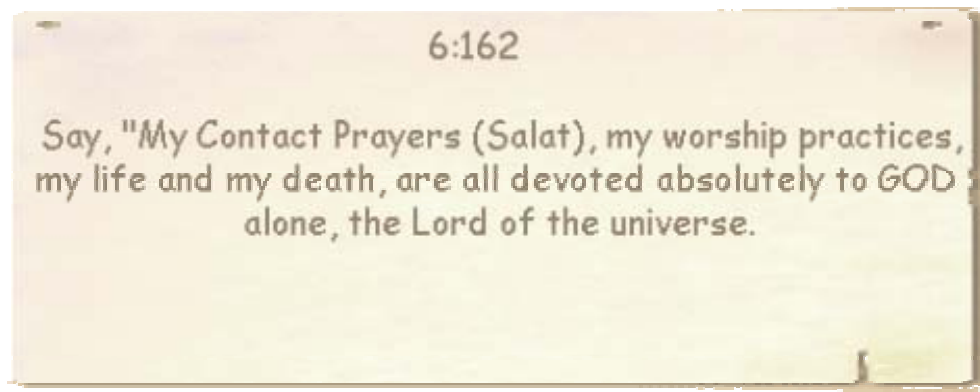 6:162
Say, "My Contact Prayers (Salat), my worship practices,
my life and my death, are all devoted absolutely to GOD
alone, the Lord of the universe.